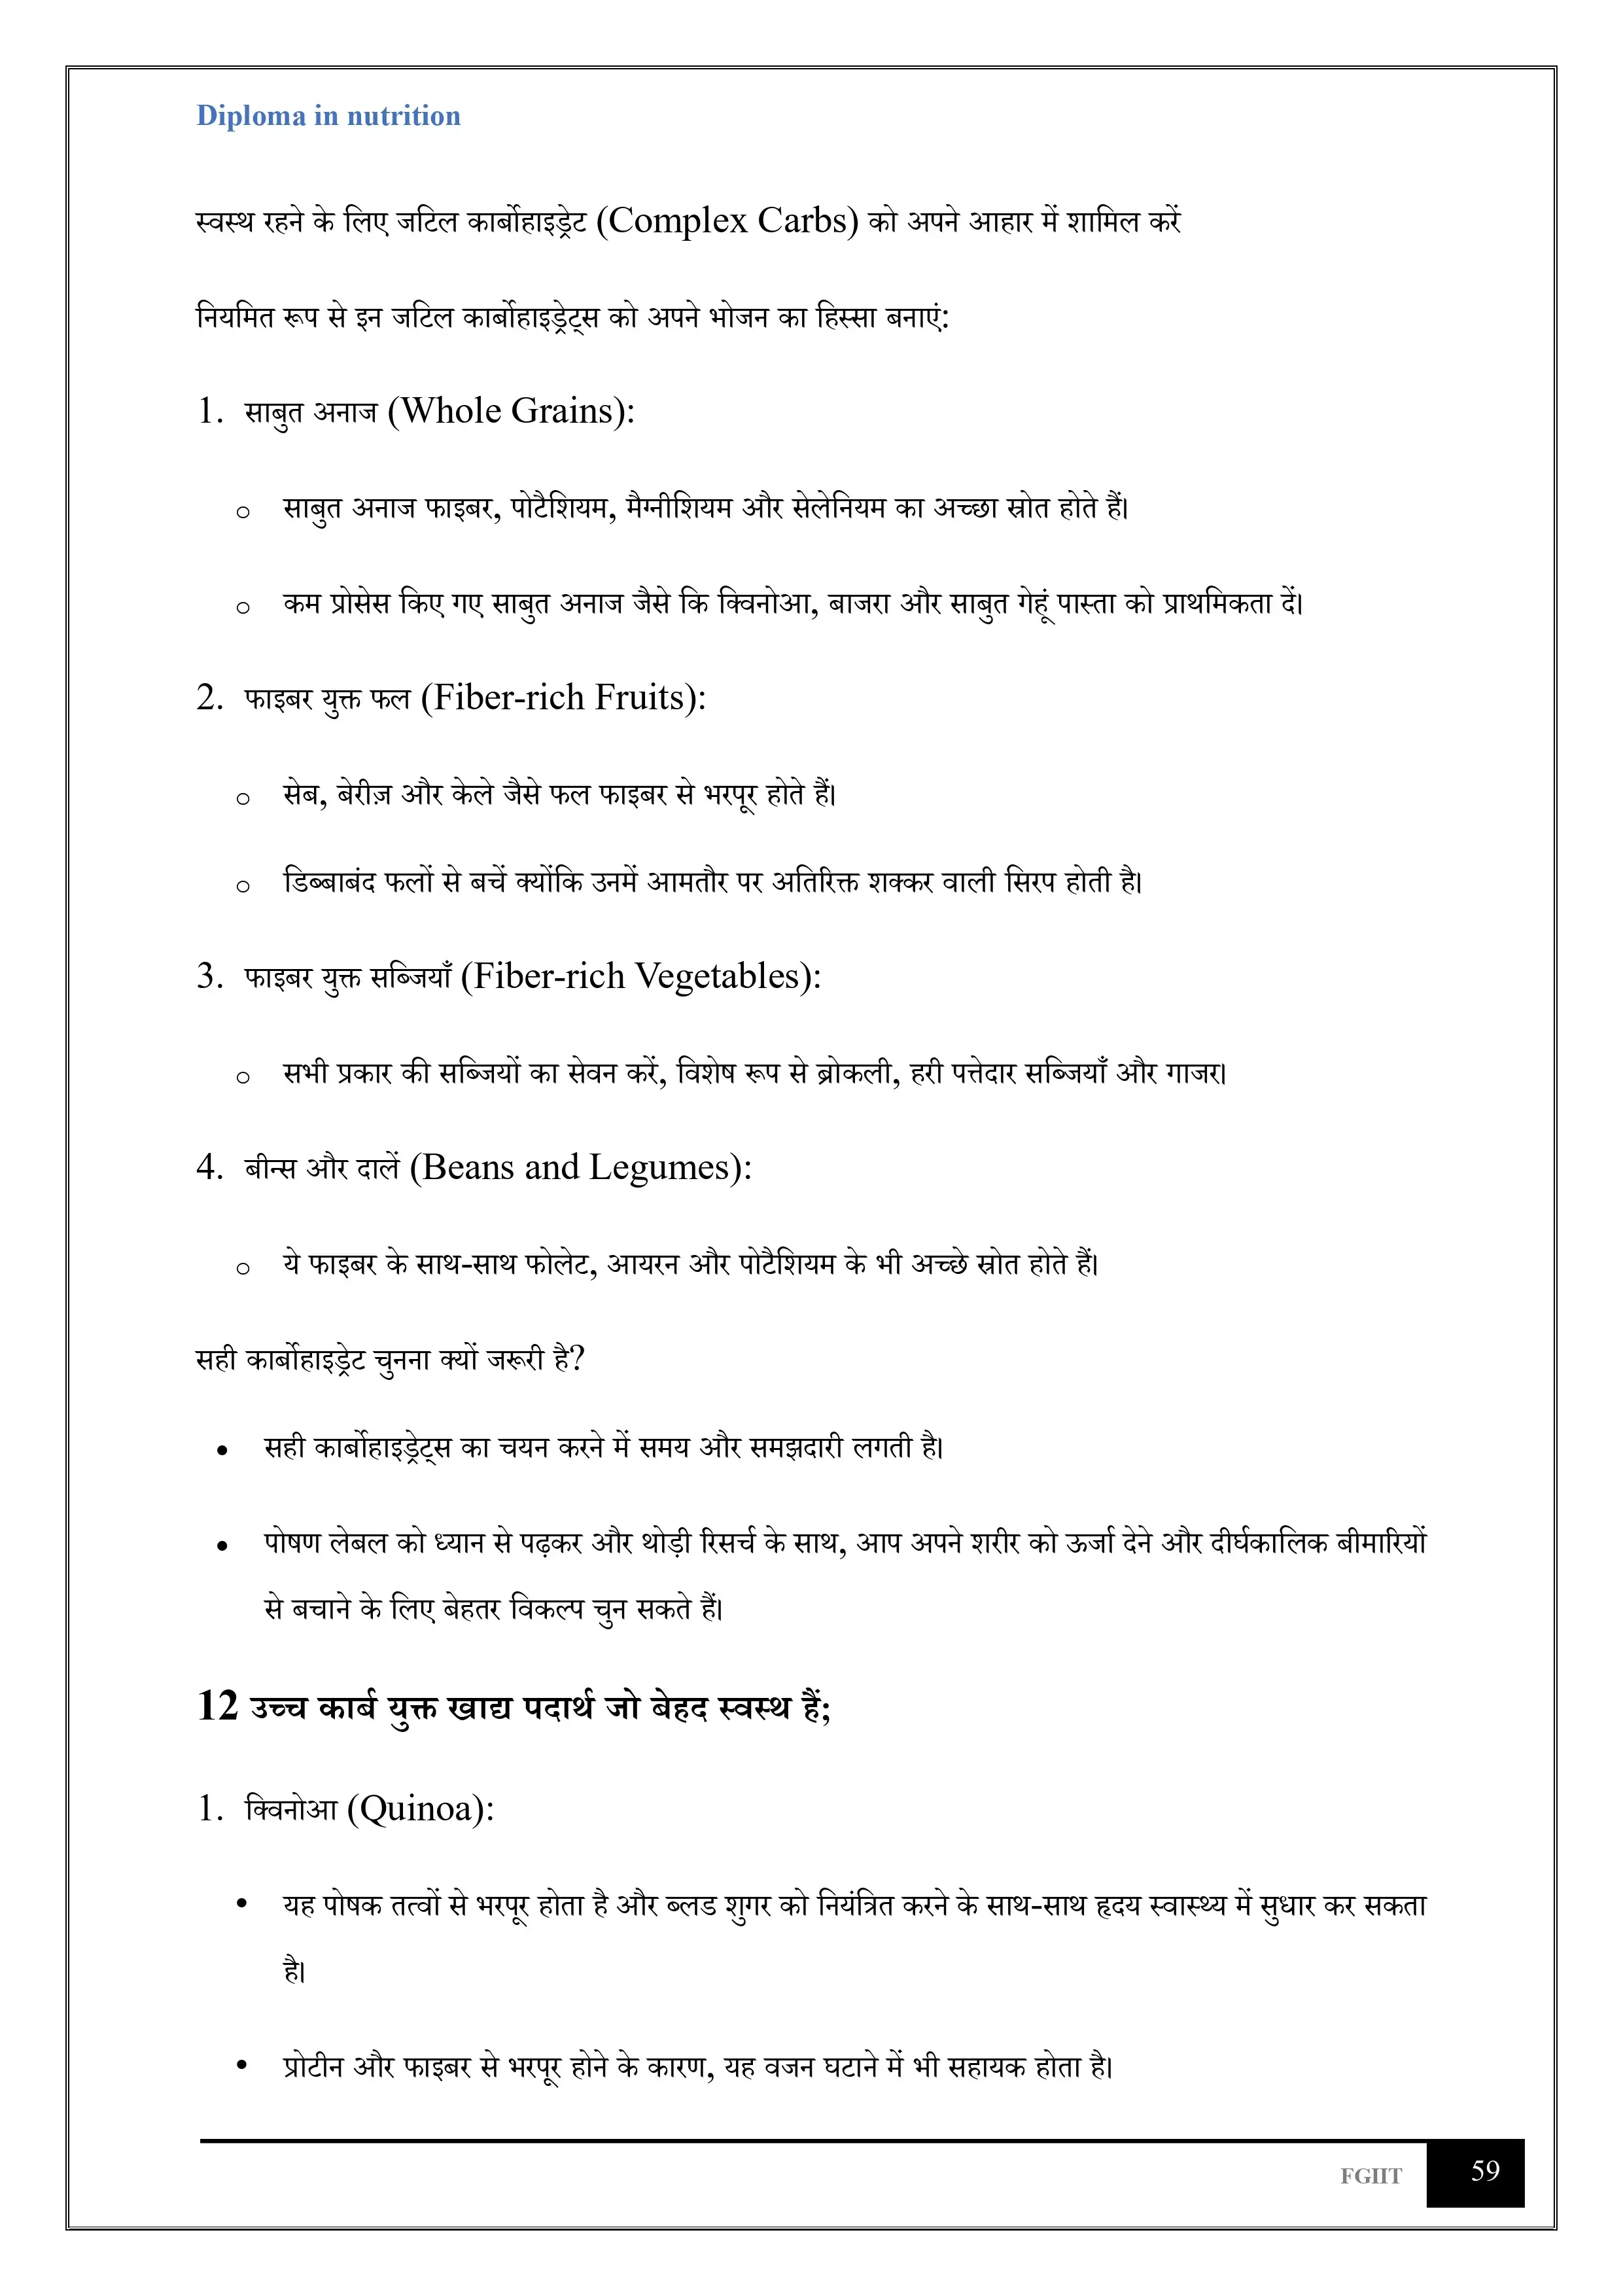 Diploma in nutrition
स्वस्थ रहने के लिए जटिल कार्बोहाइड्रेट (Complex Carbs) को अपने आहार में शामिल करें
नियमित रूप से इन जटिल कार्बोहाइड्रेट्स को अपने भोजन का हिस्सा बनाएं:
1. साबुत अनाज (Whole Grains):
o साबुत अनाज फाइबर, पोटैशियम, मैग्नीशियम और सेलेनियम का अच्छा स्रोत होते हैं।
o कम प्रोसेस किए गए साबुत अनाज जैसे कि क्विनोआ, बाजरा और साबुत गेहूं पास्ता को प्राथमिकता दें।
2. फाइबर युक्त फल (Fiber-rich Fruits):
o सेब, बेरीज़ और केले जैसे फल फाइबर से भरपूर होते हैं।
o डिब्बाबंद फलों से बचें क्योंकि उनमें आमतौर पर अतिरिक्त शक्कर वाली सिरप होती है।
3. फाइबर युक्त सब्जियाँ (Fiber-rich Vegetables):
o सभी प्रकार की सब्जियों का सेवन करें, विशेष रूप से ब्रोकली, हरी पत्तेदार सब्जियाँ और गाजर।
4. बीन्स और दालें (Beans and Legumes):
o ये फाइबर के साथ-साथ फोलेट, आयरन और पोटैशियम के भी अच्छे स्रोत होते हैं।
सही कार्बोहाइड्रेट चुनना क्यों जरूरी है?
• सही कार्बोहाइड्रेट्स का चयन करने में समय और समझदारी लगती है।
• पोषण लेबल को ध्यान से पढ़कर और थोड़ी रिसर्च के साथ, आप अपने शरीर को ऊर्जा देने और दीर्घकालिक बीमारियों
से बचाने के लिए बेहतर विकल्प चुन सकते हैं।
12 उच्च कार्ब युक्त खाद्य पदार्थ जो बेहद स्वस्थ हैं;
1. क्विनोआ (Quinoa):
• यह पोषक तत्वों से भरपूर होता है और ब्लड शुगर को नियंत्रित करने के साथ-साथ हृदय स्वास्थ्य में सुधार कर सकता
है।
• प्रोटीन और फाइबर से भरपूर होने के कारण, यह वजन घटाने में भी सहायक होता है।
FGIIT 59